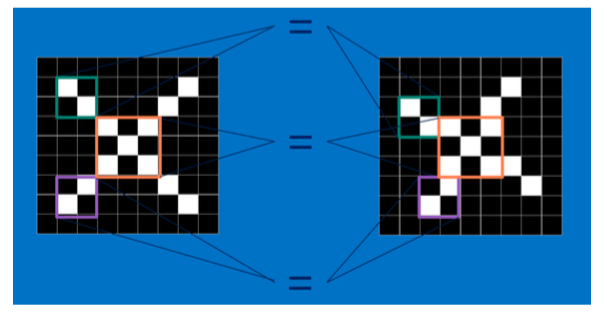 =
=
=